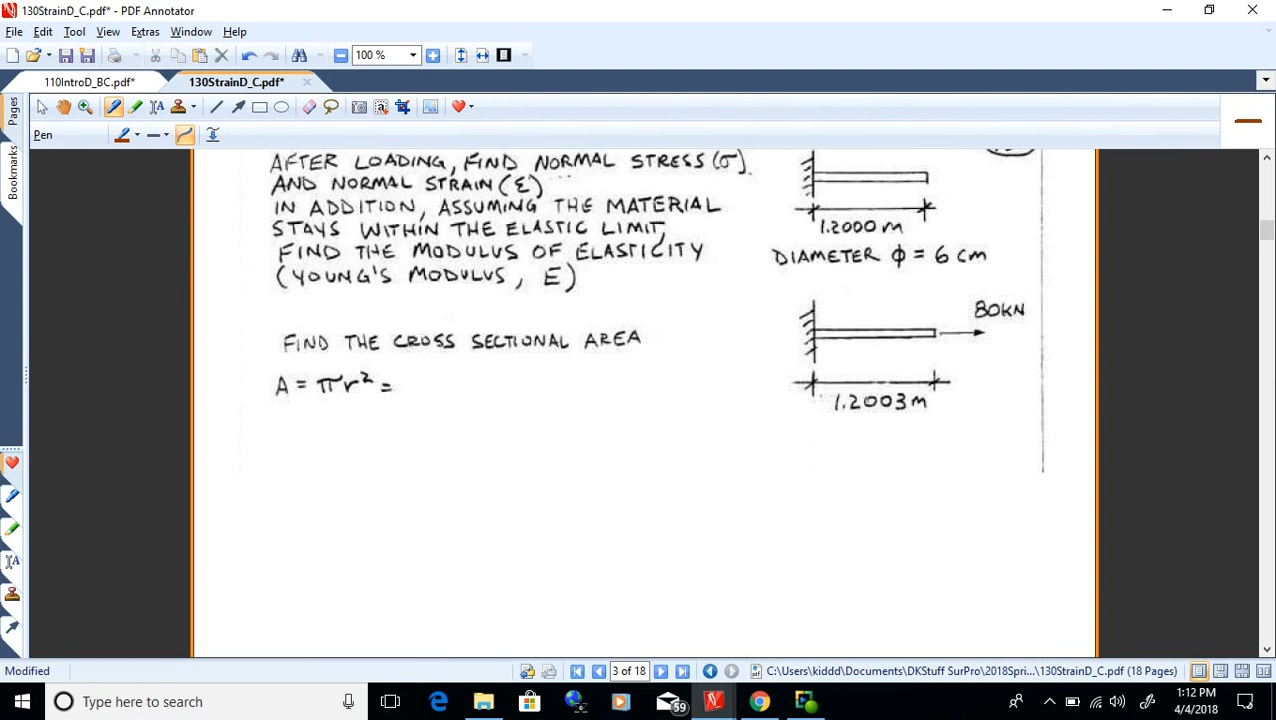 130StrainD_C.pdf* - PDF Annotator
File Edit Tool View Extras Window Help
100 %
110IntroD_BC.pdf* 130StrainD_C.pdf*
Pen
Pages
Bookmarks
AFTER LOADING, FIND NORMAL STRESS (σ).
AND NORMAL STRAIN (ε)
IN ADDITION, ASSUMING THE MATERIAL
STAYS WITHIN THE ELASTIC LIMIT,
FIND THE MODULUS OF ELASTICITY
(YOUNG'S MODULUS, E)
1.2000 m
DIAMETER ϕ = 6 cm
80KN
1.2003 m
FIND THE CROSS SECTIONAL AREA
A = πr² =
Modified
3 of 18
C:\Users\kiddd\Documents\DKStuff SurPro\2018Spri...\130StrainD_C.pdf (18 Pages)
Type here to search
59
1:12 PM
4/4/2018